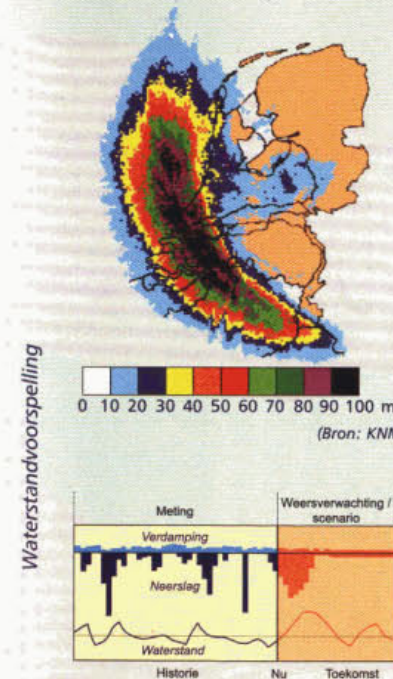 0 10 20 30 40 50 60 70 80 90 100 m
(Bron: KNM
Waterstandvoorspelling
Meting
Weersverwachting /
scenario
Verdamping
Neerslag
Waterstand
Historie Nu Toekomst